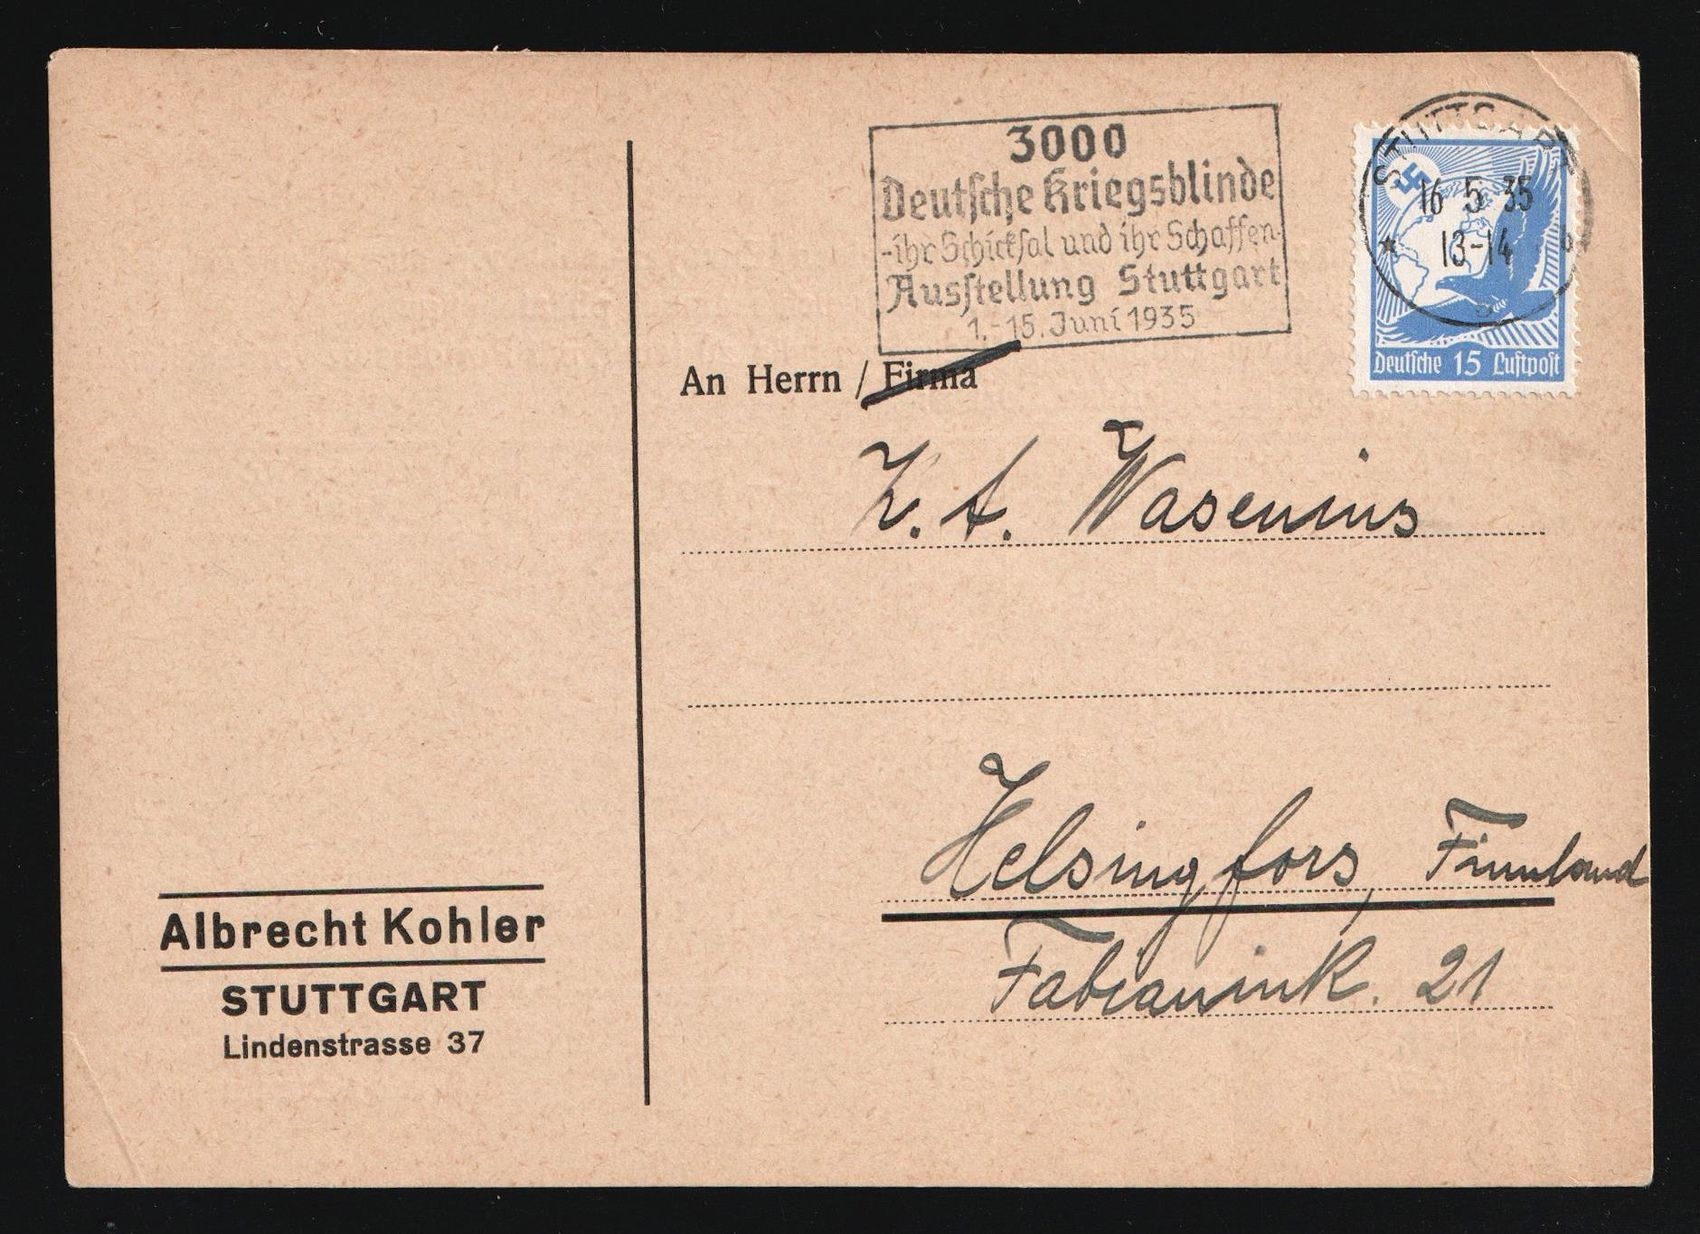 3000
Deutsche Kriegsblinde
-ihr Schicksal und ihr Schaffen-
Ausstellung Stuttgart
1.-15. Juni 1935
STUTTGART
16 5 35
13-14
Deutsche 15 Luftpost
An Herrn / Firma
K. A. Wasenius
Helsingfors, Finnland
Fabianink. 21
Albrecht Kohler
STUTTGART
Lindenstrasse 37